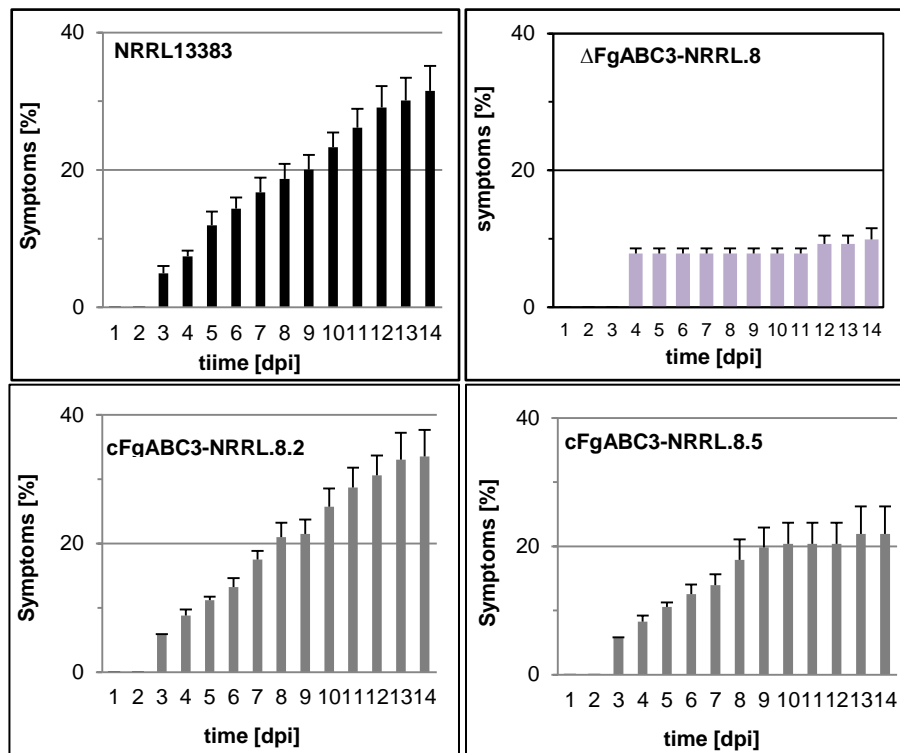 NRRL13383
Symptoms [%]
40
20
0
1 2 3 4 5 6 7 8 9 10 11 12 13 14
tiime [dpi]
∆FgABC3-NRRL.8
symptoms [%]
40
20
0
1 2 3 4 5 6 7 8 9 10 11 12 13 14
time [dpi]
cFgABC3-NRRL.8.2
Symptoms [%]
40
20
0
1 2 3 4 5 6 7 8 9 10 11 12 13 14
time [dpi]
cFgABC3-NRRL.8.5
Symptoms [%]
40
20
0
1 2 3 4 5 6 7 8 9 10 11 12 13 14
time [dpi]